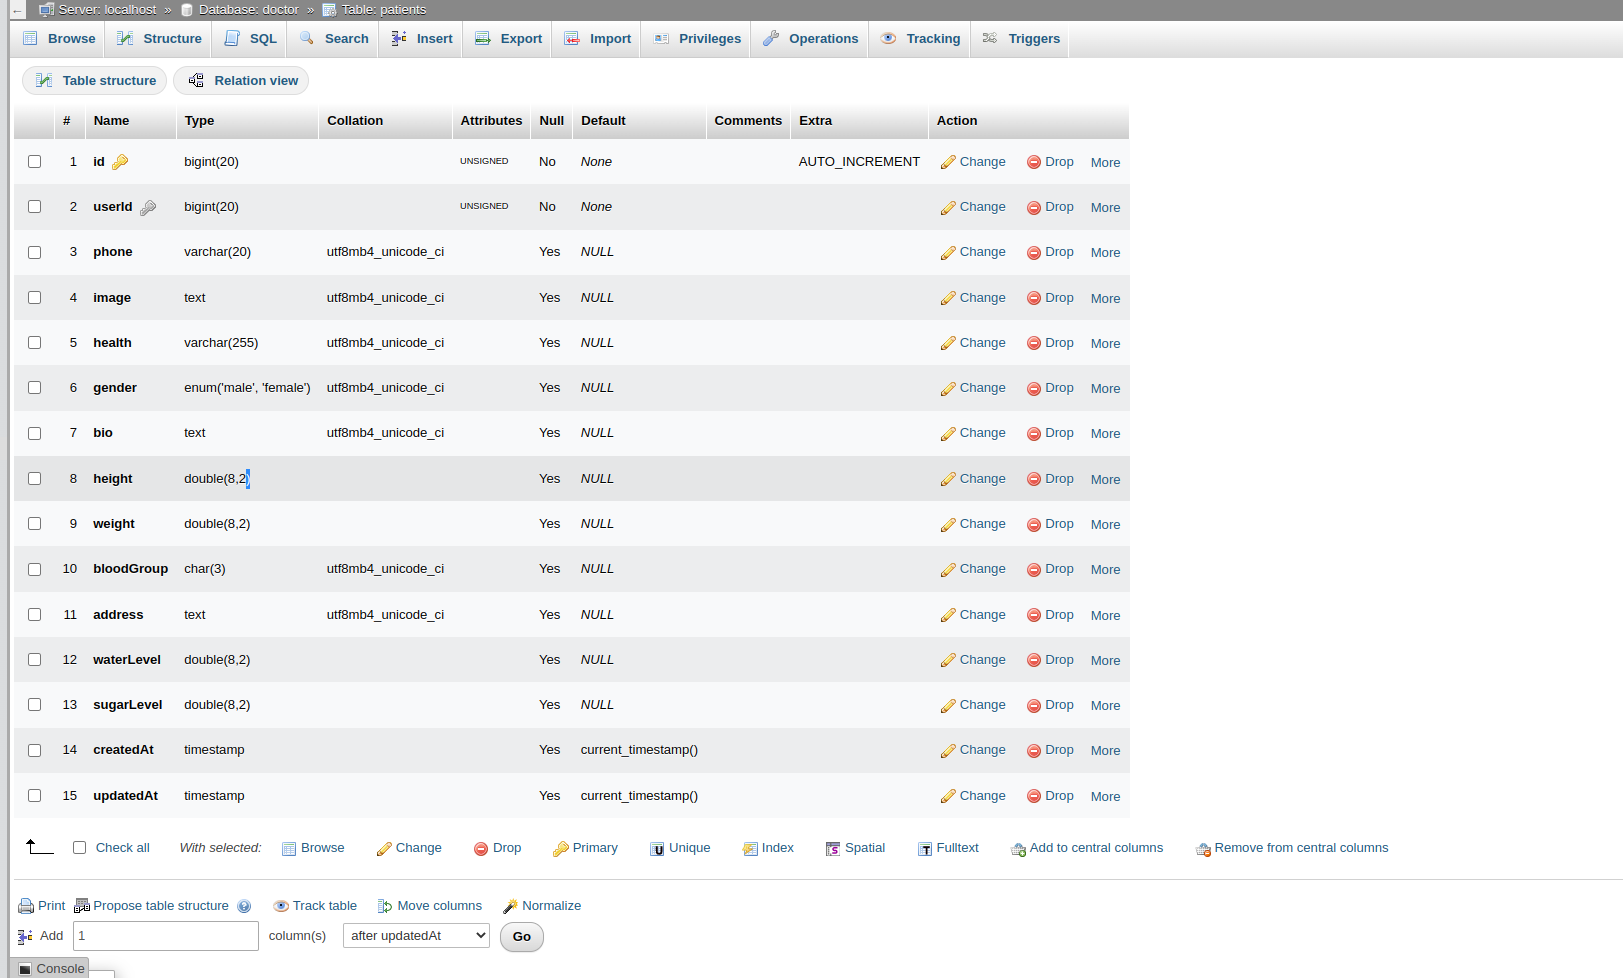 Server: localhost » Database: doctor » Table: patients
Browse Structure SQL Search Insert Export Import Privileges Operations Tracking Triggers
Table structure Relation view
# Name Type Collation Attributes Null Default Comments Extra Action
1 id bigint(20) UNSIGNED No None AUTO_INCREMENT Change Drop More
2 userId bigint(20) UNSIGNED No None Change Drop More
3 phone varchar(20) utf8mb4_unicode_ci Yes NULL Change Drop More
4 image text utf8mb4_unicode_ci Yes NULL Change Drop More
5 health varchar(255) utf8mb4_unicode_ci Yes NULL Change Drop More
6 gender enum('male', 'female') utf8mb4_unicode_ci Yes NULL Change Drop More
7 bio text utf8mb4_unicode_ci Yes NULL Change Drop More
8 height double(8,2) Yes NULL Change Drop More
9 weight double(8,2) Yes NULL Change Drop More
10 bloodGroup char(3) utf8mb4_unicode_ci Yes NULL Change Drop More
11 address text utf8mb4_unicode_ci Yes NULL Change Drop More
12 waterLevel double(8,2) Yes NULL Change Drop More
13 sugarLevel double(8,2) Yes NULL Change Drop More
14 createdAt timestamp Yes current_timestamp() Change Drop More
15 updatedAt timestamp Yes current_timestamp() Change Drop More
Check all With selected: Browse Change Drop Primary Unique Index Spatial Fulltext Add to central columns Remove from central columns
Print Propose table structure Track table Move columns Normalize
Add 1 column(s) after updatedAt Go
Console